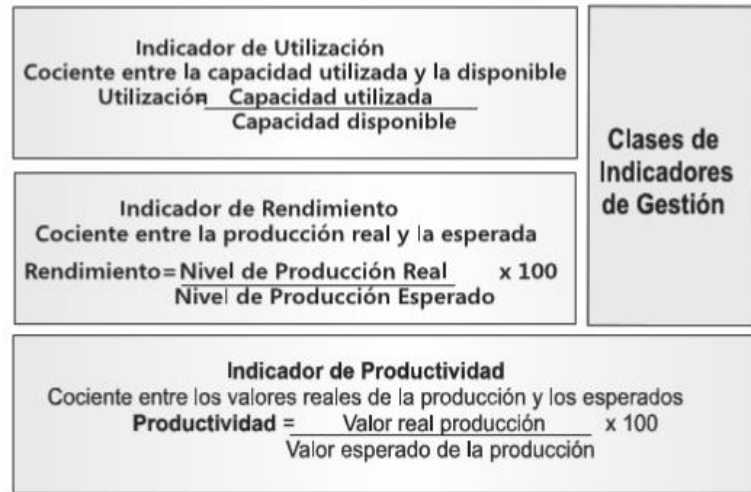 Indicador de Utilización
Cociente entre la capacidad utilizada y la disponible
Utilización= Capacidad utilizada
Capacidad disponible
Clases de
Indicadores
de Gestión
Indicador de Rendimiento
Cociente entre la producción real y la esperada
Rendimiento=Nivel de Producción Real x 100
Nivel de Producción Esperado
Indicador de Productividad
Cociente entre los valores reales de la producción y los esperados
Productividad = Valor real producción x 100
Valor esperado de la producción